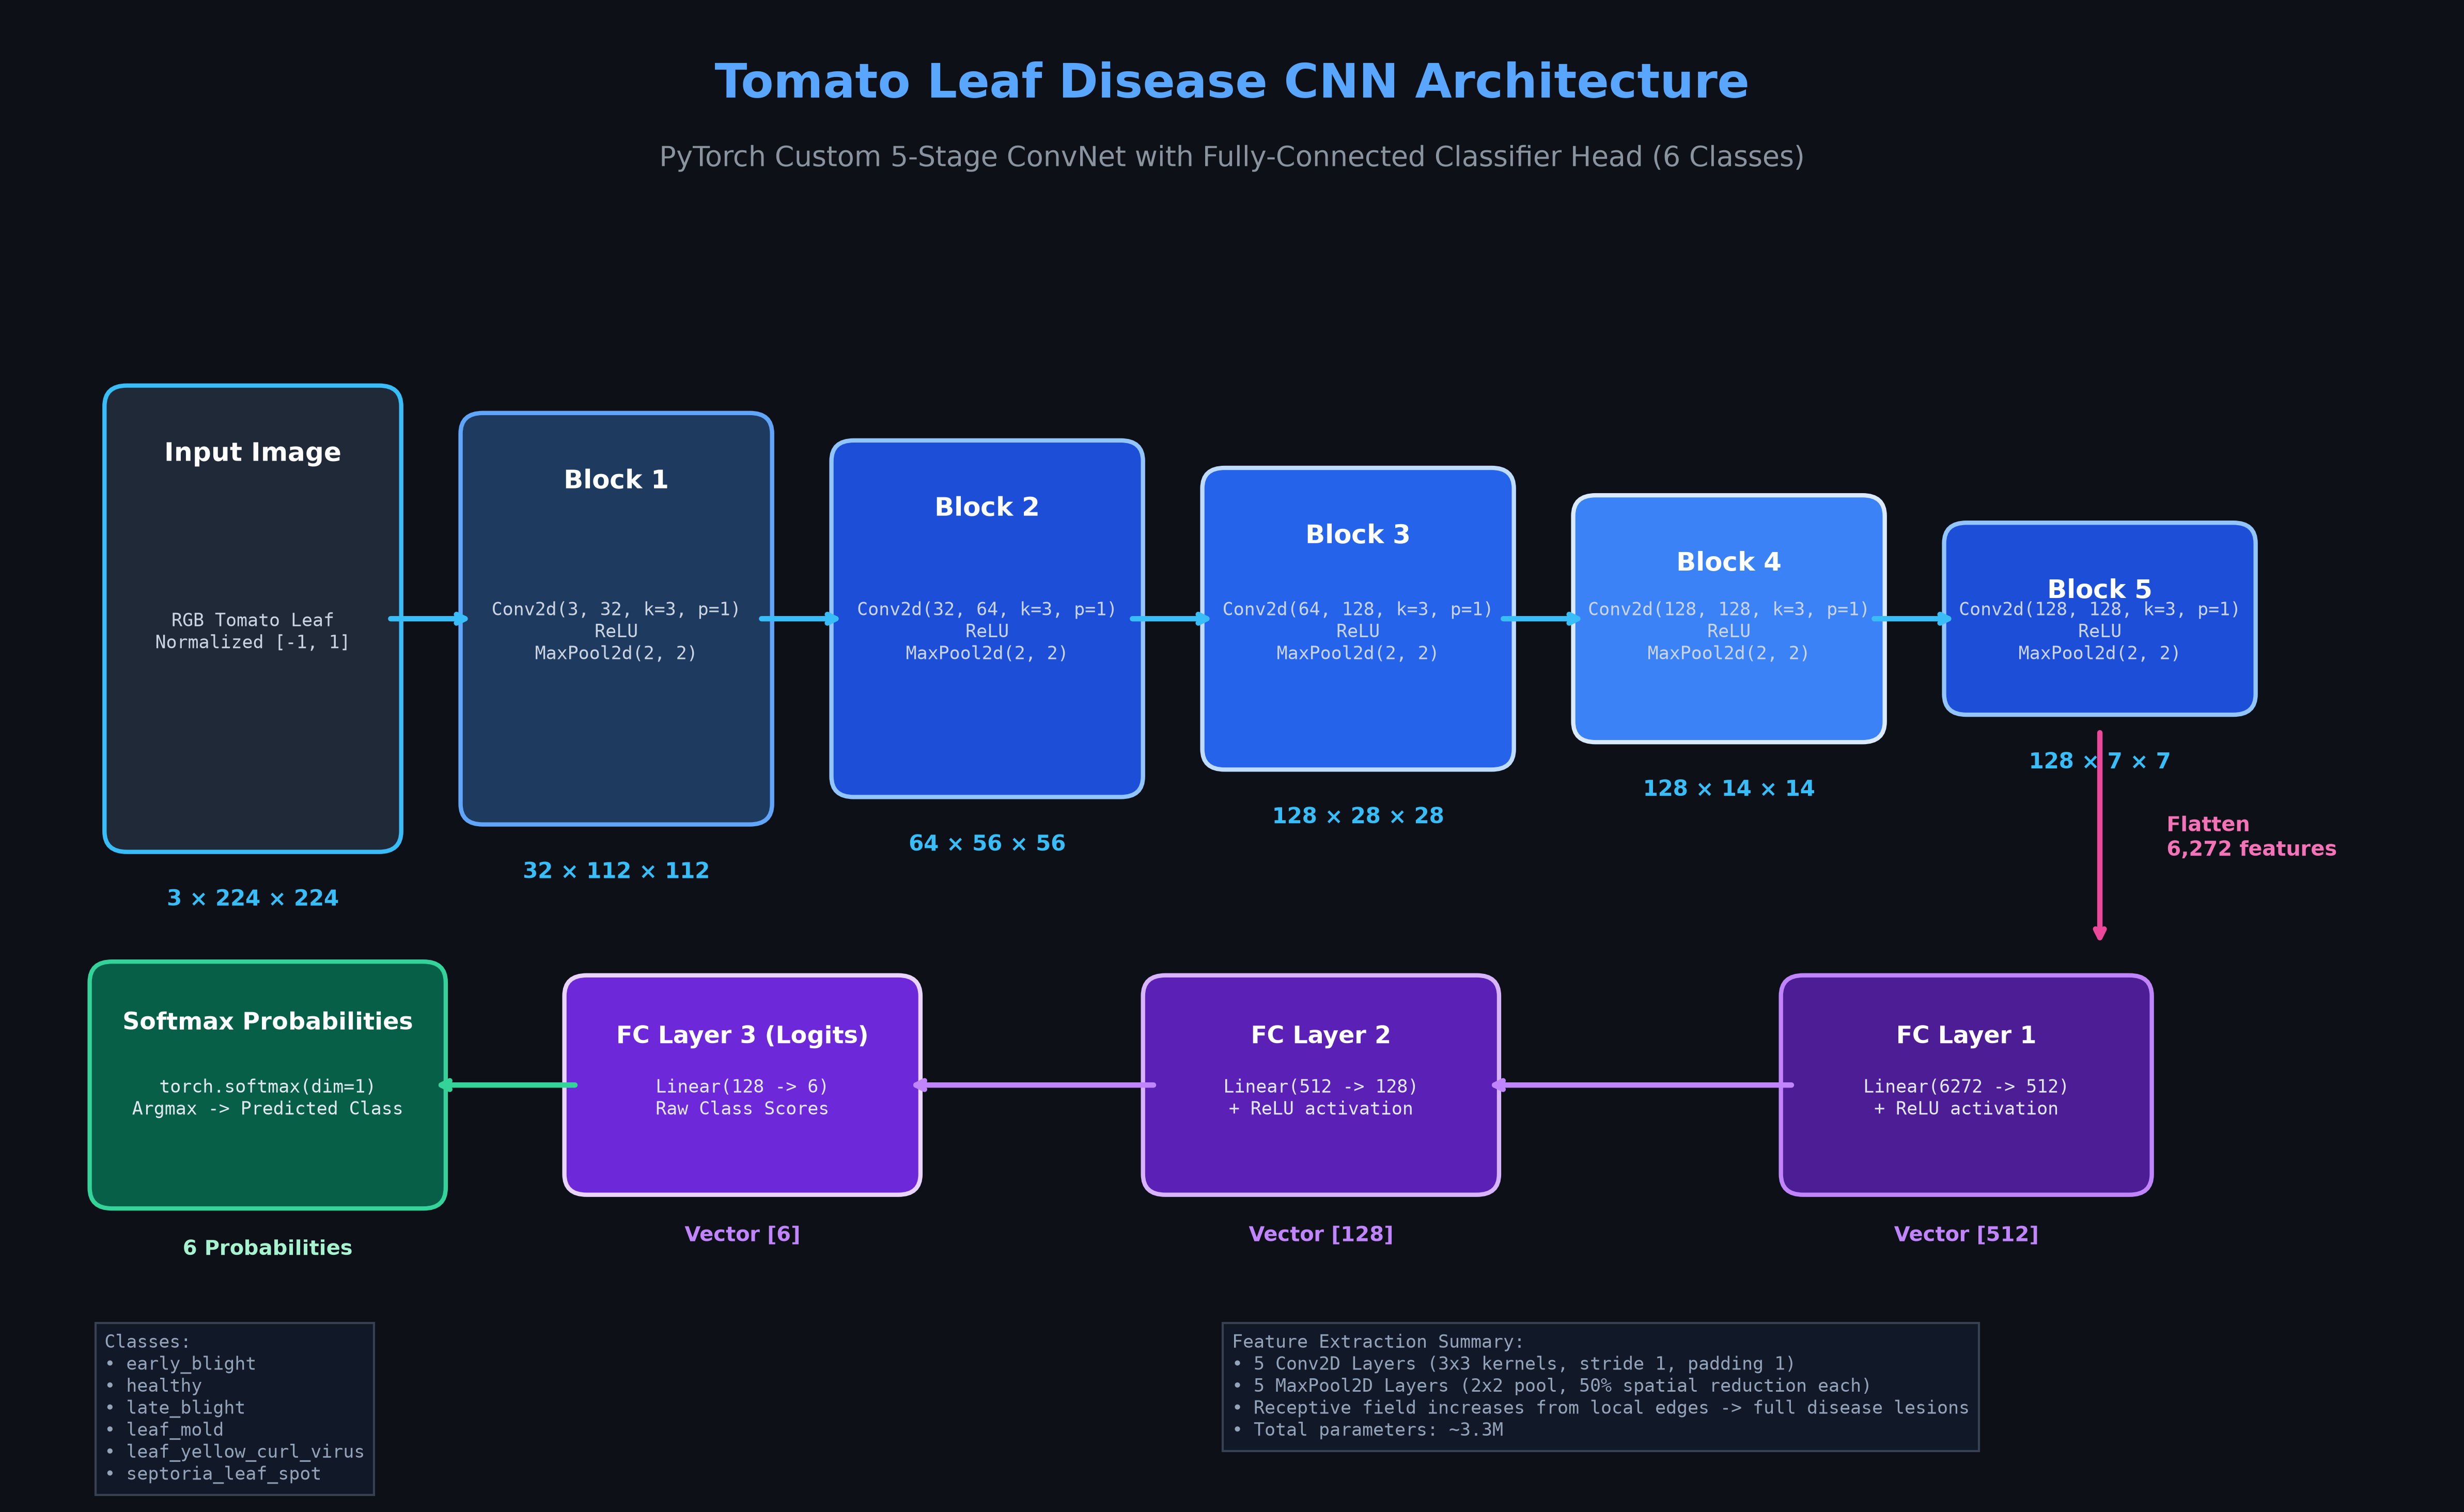 Tomato Leaf Disease CNN Architecture
PyTorch Custom 5-Stage ConvNet with Fully-Connected Classifier Head (6 Classes)
Input Image
RGB Tomato Leaf
Normalized [-1, 1]
3 × 224 × 224
Block 1
Conv2d(3, 32, k=3, p=1)
ReLU
MaxPool2d(2, 2)
32 × 112 × 112
Block 2
Conv2d(32, 64, k=3, p=1)
ReLU
MaxPool2d(2, 2)
64 × 56 × 56
Block 3
Conv2d(64, 128, k=3, p=1)
ReLU
MaxPool2d(2, 2)
128 × 28 × 28
Block 4
Conv2d(128, 128, k=3, p=1)
ReLU
MaxPool2d(2, 2)
128 × 14 × 14
Block 5
Conv2d(128, 128, k=3, p=1)
ReLU
MaxPool2d(2, 2)
128 × 7 × 7
Flatten
6,272 features
FC Layer 1
Linear(6272 -> 512)
+ ReLU activation
Vector [512]
FC Layer 2
Linear(512 -> 128)
+ ReLU activation
Vector [128]
FC Layer 3 (Logits)
Linear(128 -> 6)
Raw Class Scores
Vector [6]
Softmax Probabilities
torch.softmax(dim=1)
Argmax -> Predicted Class
6 Probabilities
Classes:
• early_blight
• healthy
• late_blight
• leaf_mold
• leaf_yellow_curl_virus
• septoria_leaf_spot
Feature Extraction Summary:
• 5 Conv2D Layers (3x3 kernels, stride 1, padding 1)
• 5 MaxPool2D Layers (2x2 pool, 50% spatial reduction each)
• Receptive field increases from local edges -> full disease lesions
• Total parameters: ~3.3M